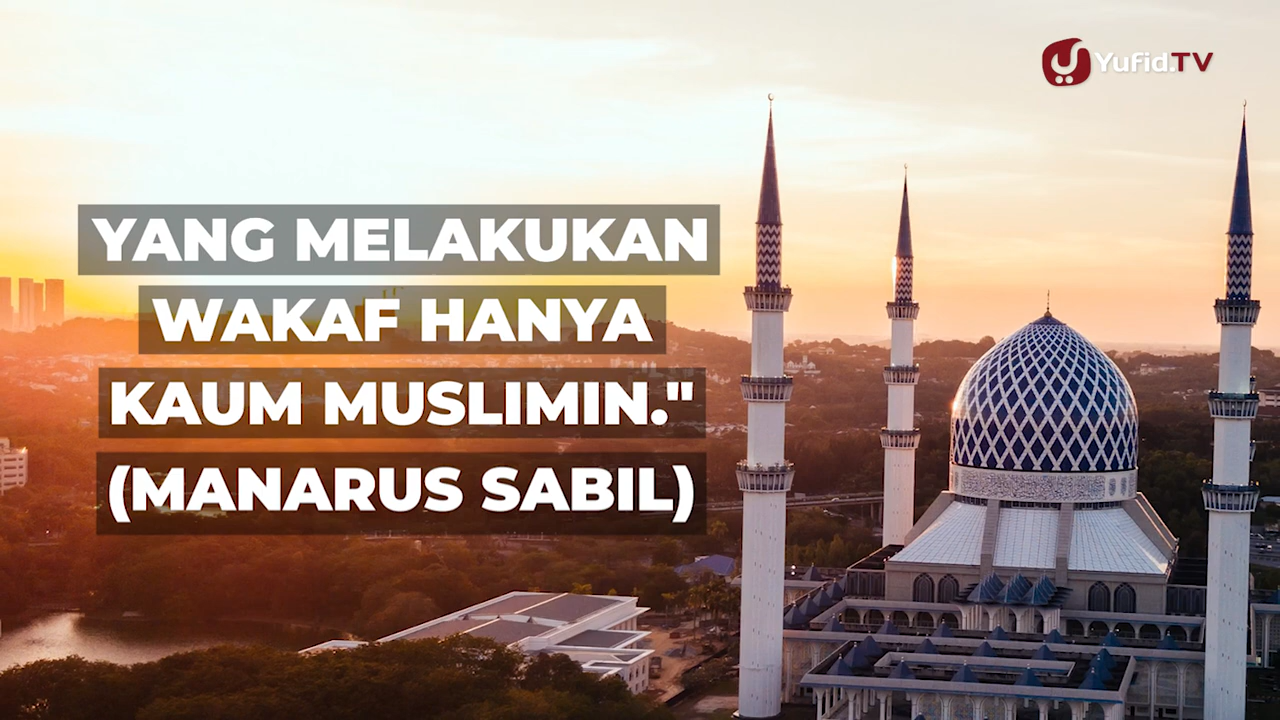 Yufid.TV
YANG MELAKUKAN
WAKAF HANYA
KAUM MUSLIMIN."
(MANARUS SABIL)